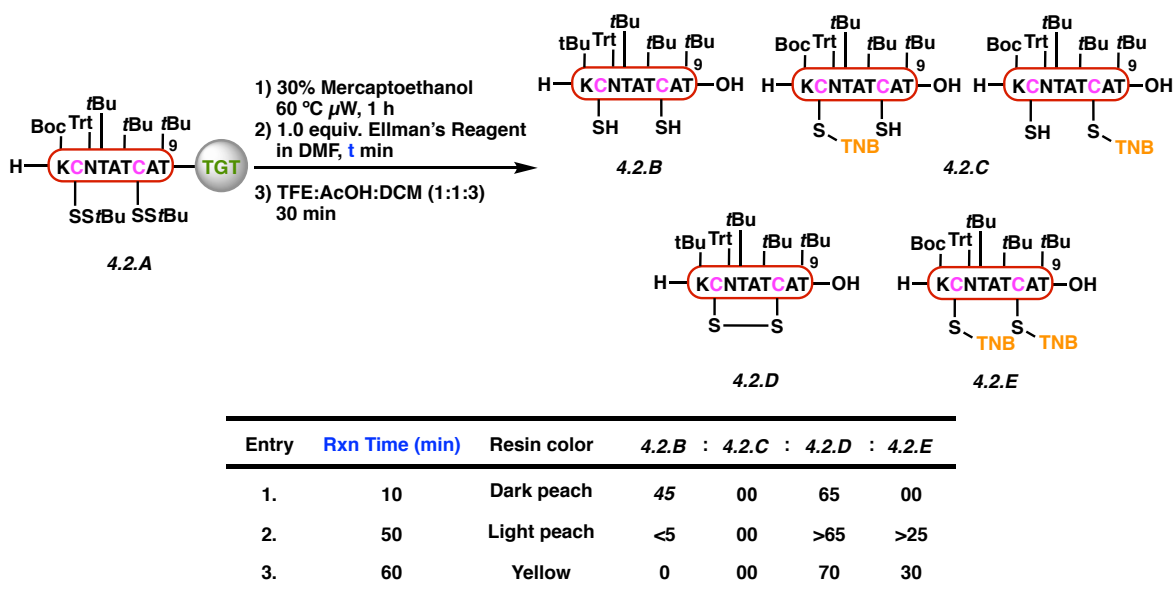 1) 30% Mercaptoethanol
60 ºC µW, 1 h
2) 1.0 equiv. Ellman's Reagent
in DMF, t min
3) TFE:AcOH:DCM (1:1:3)
30 min
tBu
Boc Trt tBu tBu
9
H KCNTATCAT TGT
SStBu SStBu
4.2.A
tBu
tBu Trt tBu tBu
9
H KCNTATCAT OH
SH SH
4.2.B
tBu
Boc Trt tBu tBu
9
H KCNTATCAT OH
S SH
TNB
tBu
Boc Trt tBu tBu
9
H KCNTATCAT OH
SH S
TNB
4.2.C
tBu
tBu Trt tBu tBu
9
H KCNTATCAT OH
S S
4.2.D
tBu
Boc Trt tBu tBu
9
H KCNTATCAT OH
S TNB S TNB
4.2.E
Entry Rxn Time (min) Resin color 4.2.B : 4.2.C : 4.2.D : 4.2.E
1. 10 Dark peach 45 00 65 00
2. 50 Light peach <5 00 >65 >25
3. 60 Yellow 0 00 70 30